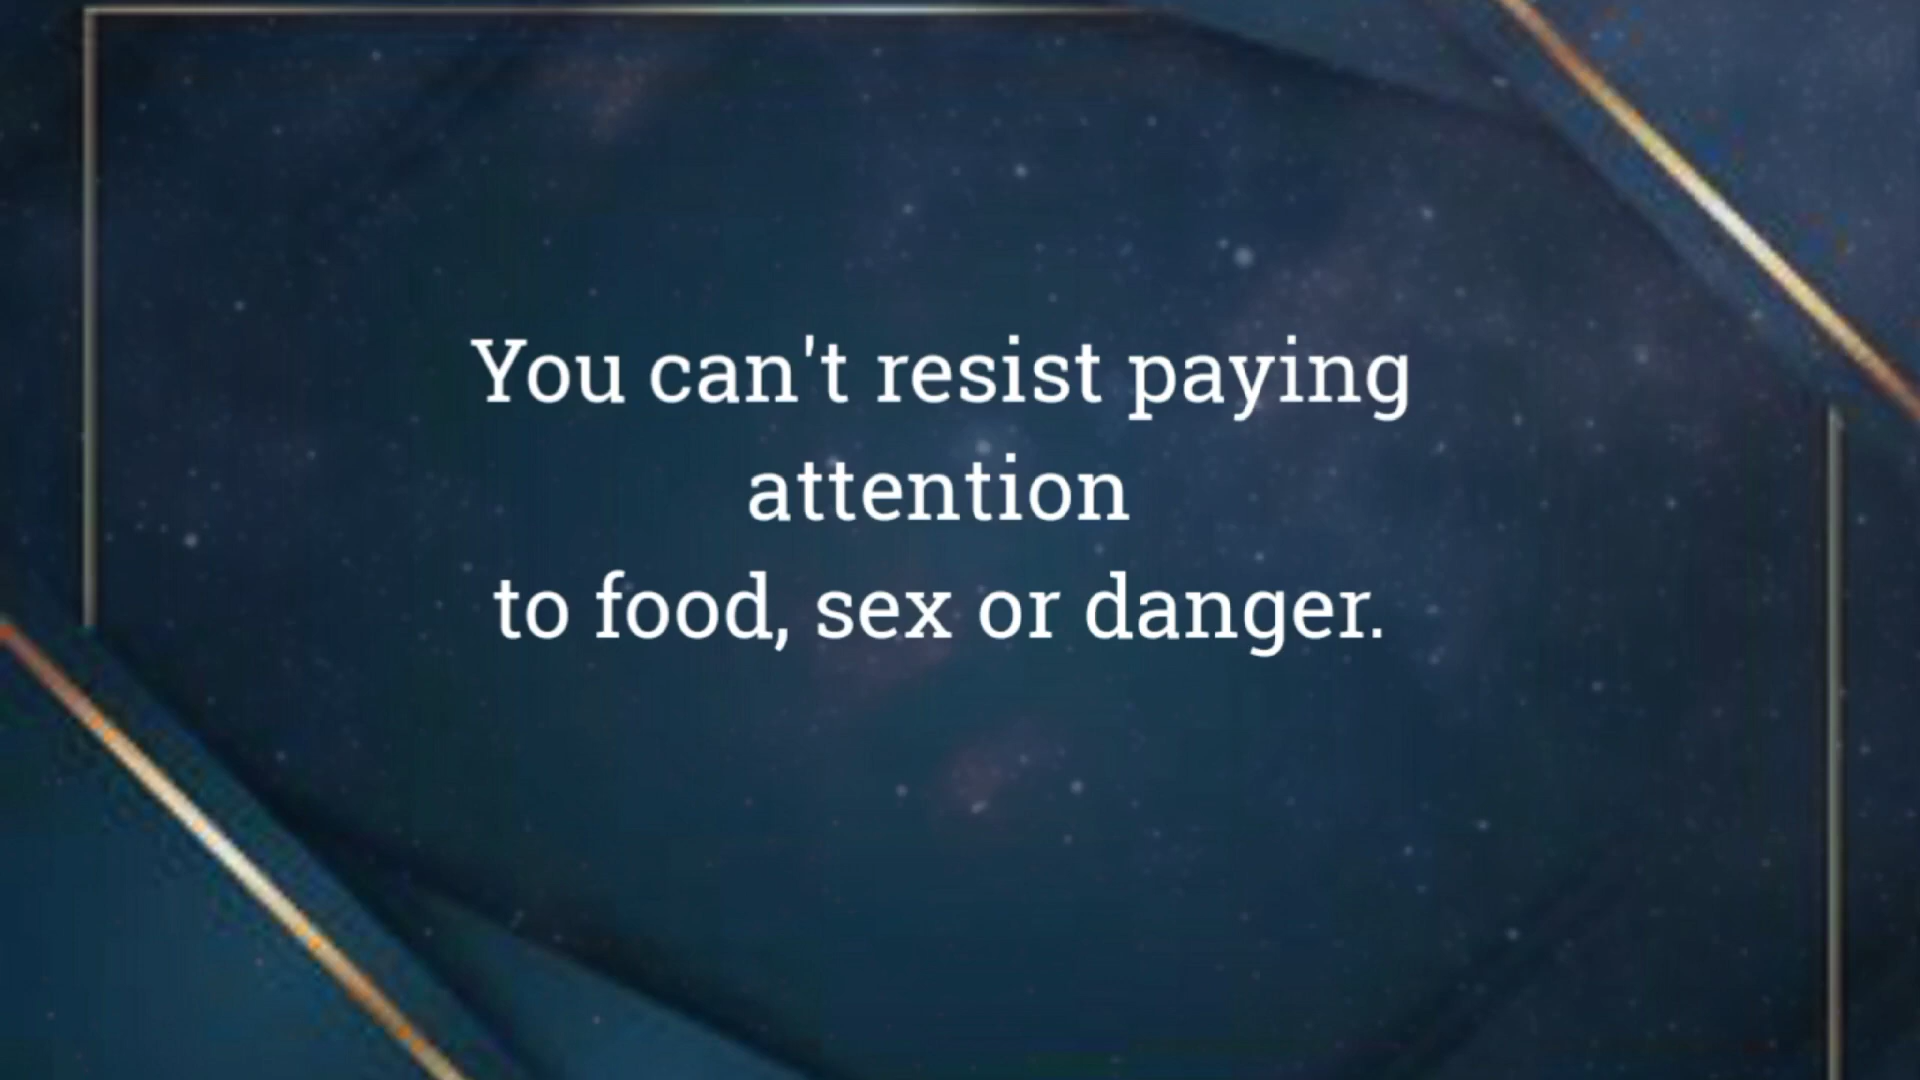 You can't resist paying
attention
to food, sex or danger.